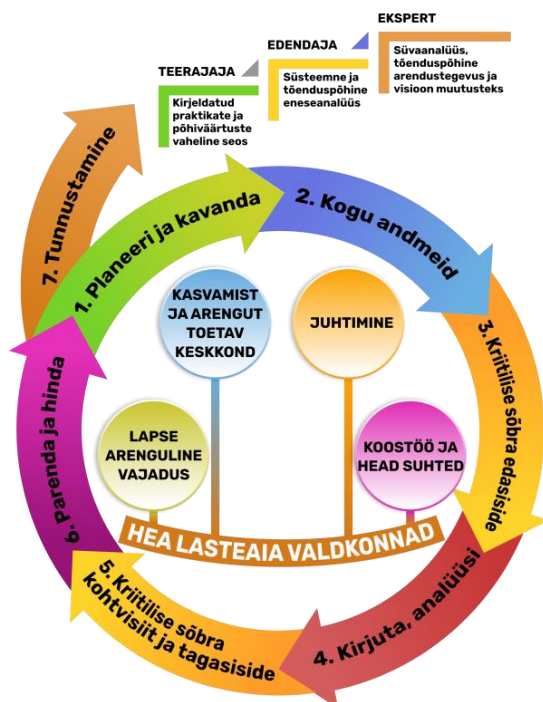 EKSPERT
Süvaanalüüs,
tõenduspõhine
arendustegevus ja
visioon muutusteks
EDENDAJA
Süsteemne ja
tõenduspõhine
eneseanalüüs
TEERAJAJA
Kirjeldatud
praktikate ja
põhiväärtuste
vaheline seos
1. Planeeri ja kavanda
2. Kogu andmeid
3. Kriitilise sõbra edasiside
4. Kirjuta, analüüsi
5. Kriitilise sõbra
kohtvisiit ja tagasiside
6. Parenda ja hinda
7. Tunnustamine
KASVAMIST
JA ARENGUT
TOETAV
KESKKOND
JUHTIMINE
LAPSE
ARENGULINE
VAJADUS
KOOSTÖÖ JA
HEAD SUHTED
HEA LASTEAIA VALDKONNAD